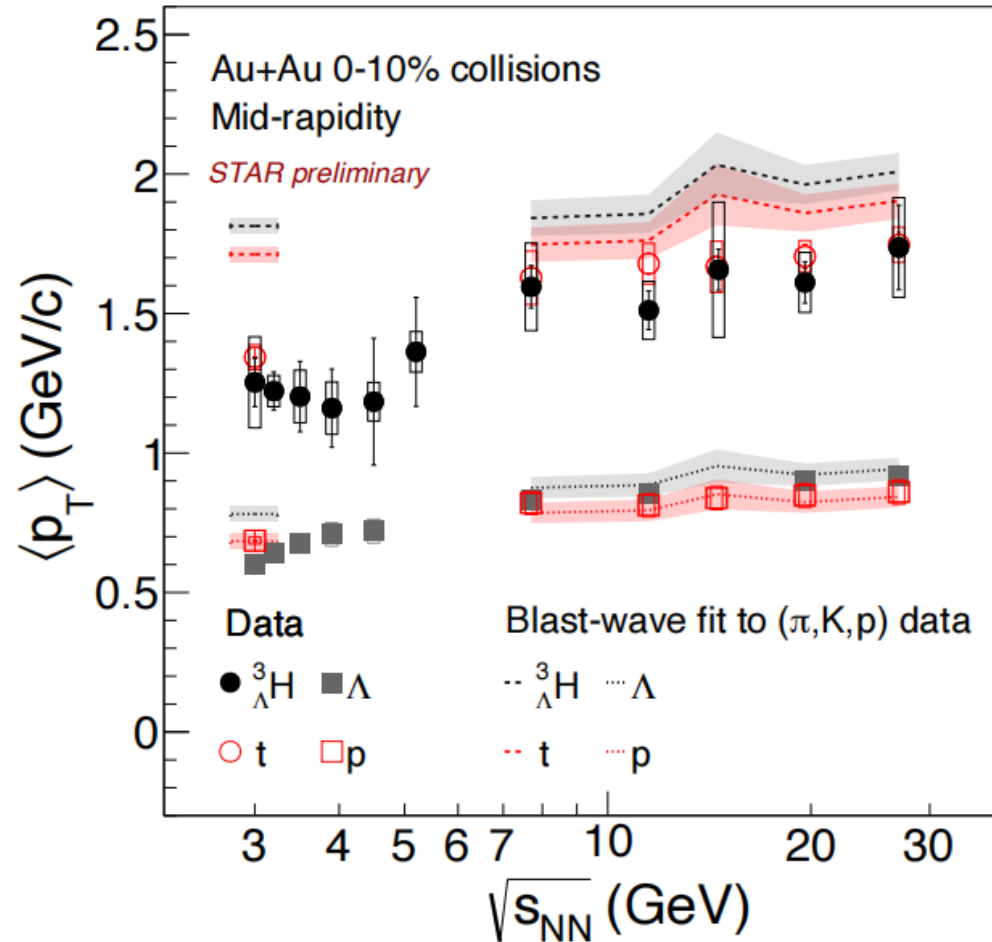 Au+Au 0-10% collisions
Mid-rapidity
STAR preliminary
2.5
2
1.5
1
0.5
0
⟨p_T⟩ (GeV/c)
Data
³_ΛH Λ
t p
Blast-wave fit to (π,K,p) data
³_ΛH Λ
t p
3 4 5 6 7 10 20 30
√s_NN (GeV)